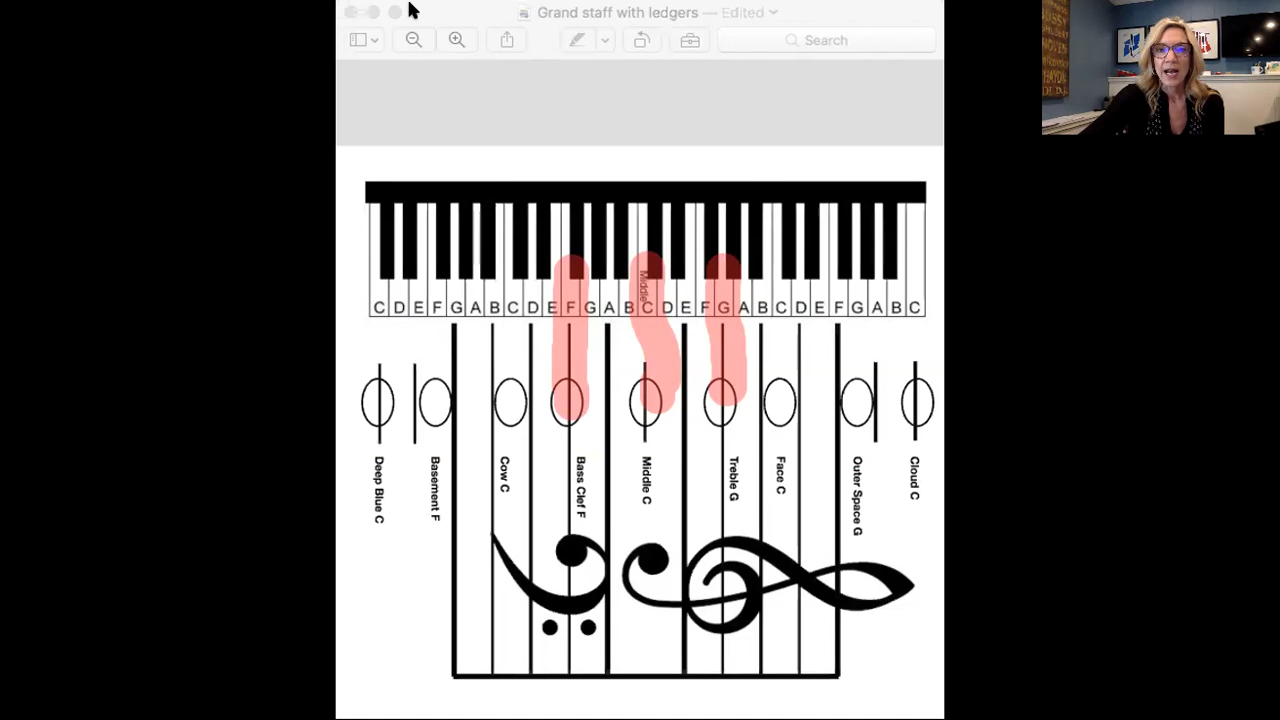 Grand staff with ledgers — Edited
Search
Middle
C D E F G A B C D E F G A B C D E F G A B C D E F G A B C
Deep Blue C
Basement F
Cow C
Bass Clef F
Middle C
Treble G
Face C
Outer Space G
Cloud C